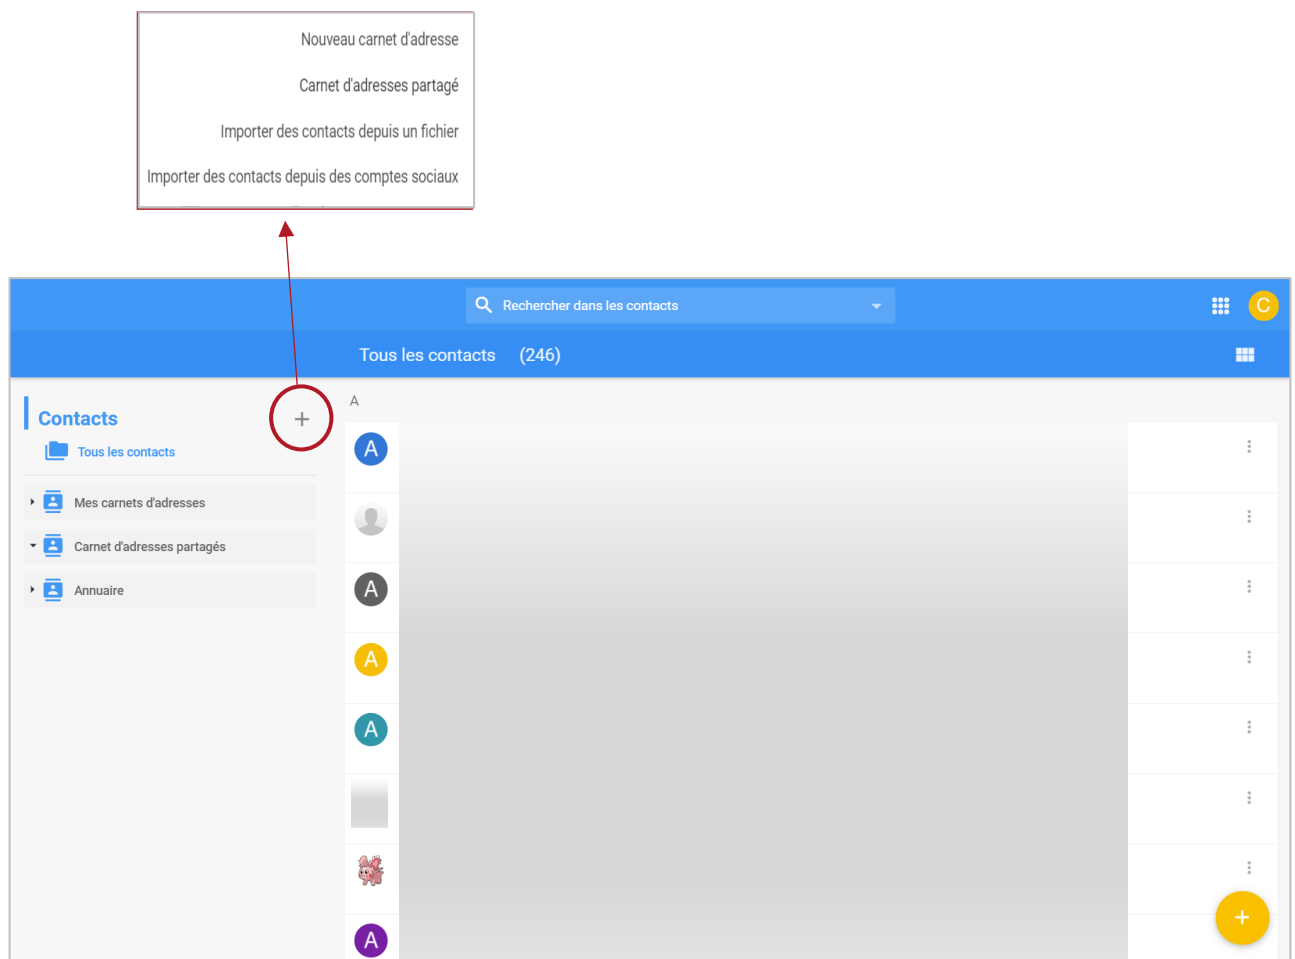 Nouveau carnet d'adresse
Carnet d'adresses partagé
Importer des contacts depuis un fichier
Importer des contacts depuis des comptes sociaux
Rechercher dans les contacts
C
Tous les contacts (246)
Contacts
+
A
Tous les contacts
A
Mes carnets d'adresses
Carnet d'adresses partagés
Annuaire
A
A
A
+
A